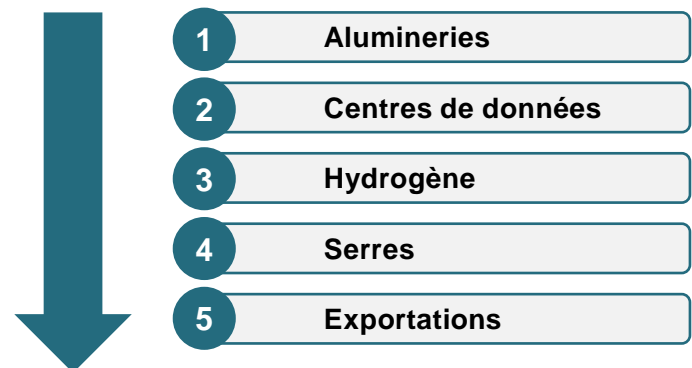 1 Alumineries
2 Centres de données
3 Hydrogène
4 Serres
5 Exportations